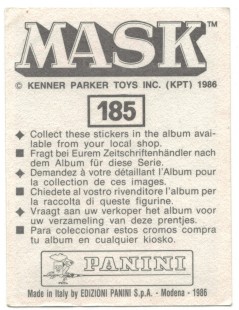 MASK™
© KENNER PARKER TOYS INC. (KPT) 1986
185
◆ Collect these stickers in the album avai-
lable from your local shop.
■ Fragt bei Eurem Zeitschriftenhändler nach
dem Album für diese Serie.
◆ Demandez à votre détaillant l'Album pour
la collection de ces images.
■ Chiedete al vostro rivenditore l'album per
la raccolta di queste figurine.
◆ Vraagt aan uw verkoper het album voor
uw verzameling van deze prentjes.
■ Para coleccionar estos cromos compra
tu album en cualquier kiosko.
PANINI
Made in Italy by EDIZIONI PANINI S.p.A. - Modena - 1986